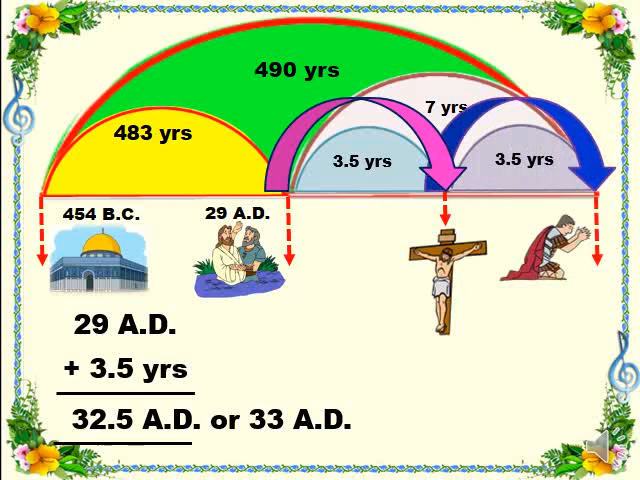 490 yrs
7 yrs
483 yrs
3.5 yrs
3.5 yrs
454 B.C.
29 A.D.
29 A.D.
+ 3.5 yrs
32.5 A.D. or 33 A.D.